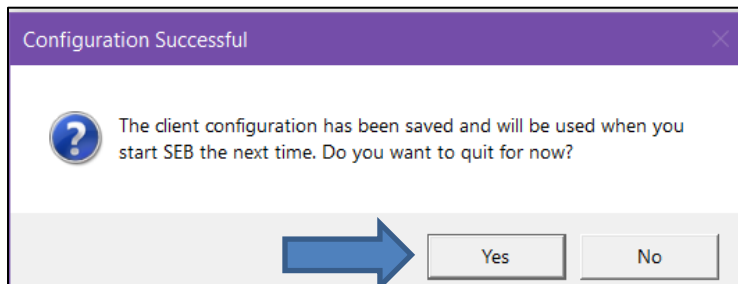 Configuration Successful
The client configuration has been saved and will be used when you
start SEB the next time. Do you want to quit for now?
Yes
No